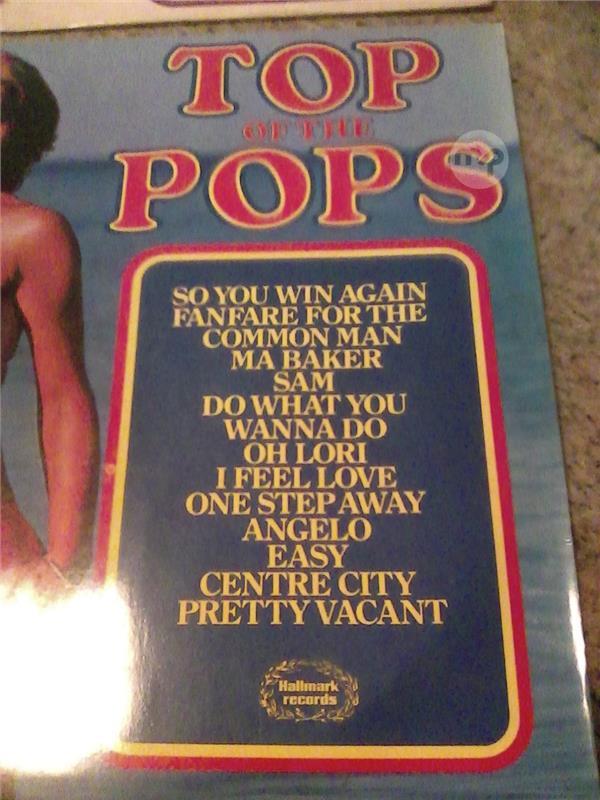 TOP
OF THE
POPS
SO YOU WIN AGAIN
FANFARE FOR THE
COMMON MAN
MA BAKER
SAM
DO WHAT YOU
WANNA DO
OH LORI
I FEEL LOVE
ONE STEP AWAY
ANGELO
EASY
CENTRE CITY
PRETTY VACANT
Hallmark
records